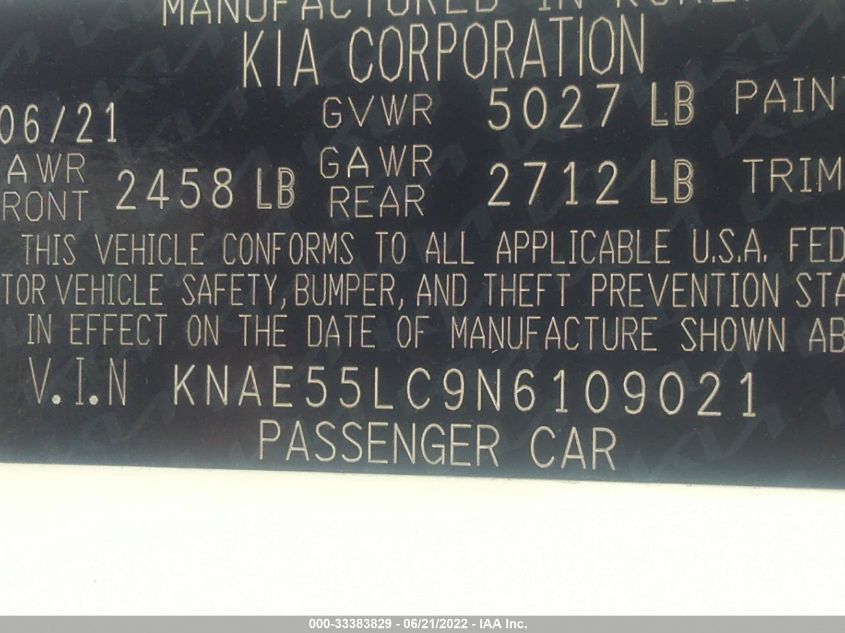 MANUFACTURED IN KOREA
KIA CORPORATION
06/21 GVWR 5027 LB PAINT
AWR FRONT 2458 LB GAWR REAR 2712 LB TRIM
THIS VEHICLE CONFORMS TO ALL APPLICABLE U.S.A. FED
TOR VEHICLE SAFETY, BUMPER, AND THEFT PREVENTION STA
IN EFFECT ON THE DATE OF MANUFACTURE SHOWN AB
V.I.N KNAE55LC9N6109021
PASSENGER CAR
000-33383829 - 06/21/2022 - IAA Inc.